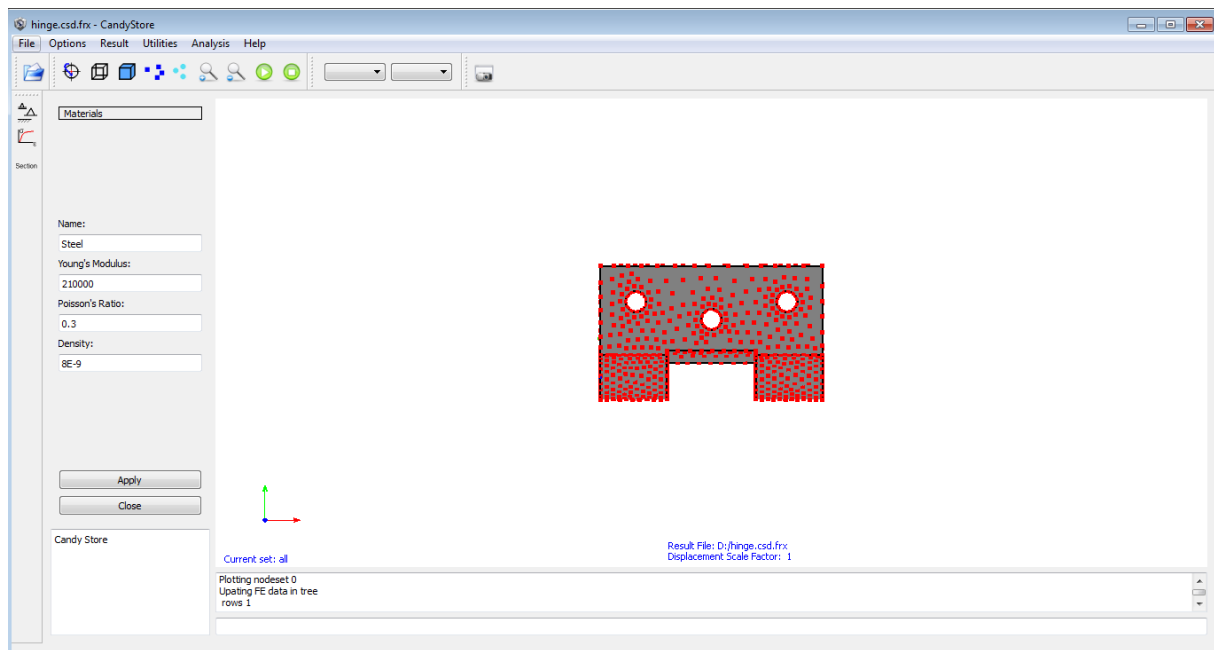 hinge.csd.frx - CandyStore
File Options Result Utilities Analysis Help
Section
Materials
Name:
Steel
Young's Modulus:
210000
Poisson's Ratio:
0.3
Density:
8E-9
Apply
Close
Candy Store
Current set: all
Result File: D:/hinge.csd.frx
Displacement Scale Factor: 1
Plotting nodeset 0
Upating FE data in tree
rows 1